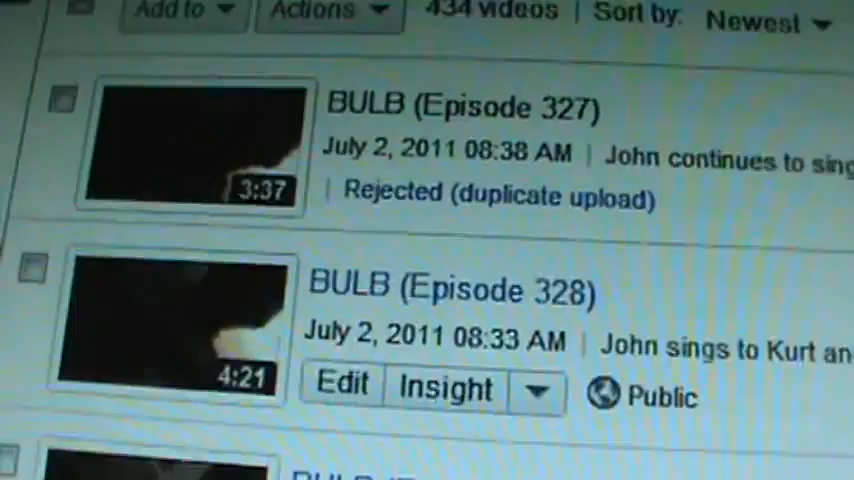 Add to Actions 434 videos | Sort by: Newest
BULB (Episode 327)
July 2, 2011 08:38 AM | John continues to sing
3:37 | Rejected (duplicate upload)
BULB (Episode 328)
July 2, 2011 08:33 AM | John sings to Kurt an
4:21 Edit Insight Public
BULB